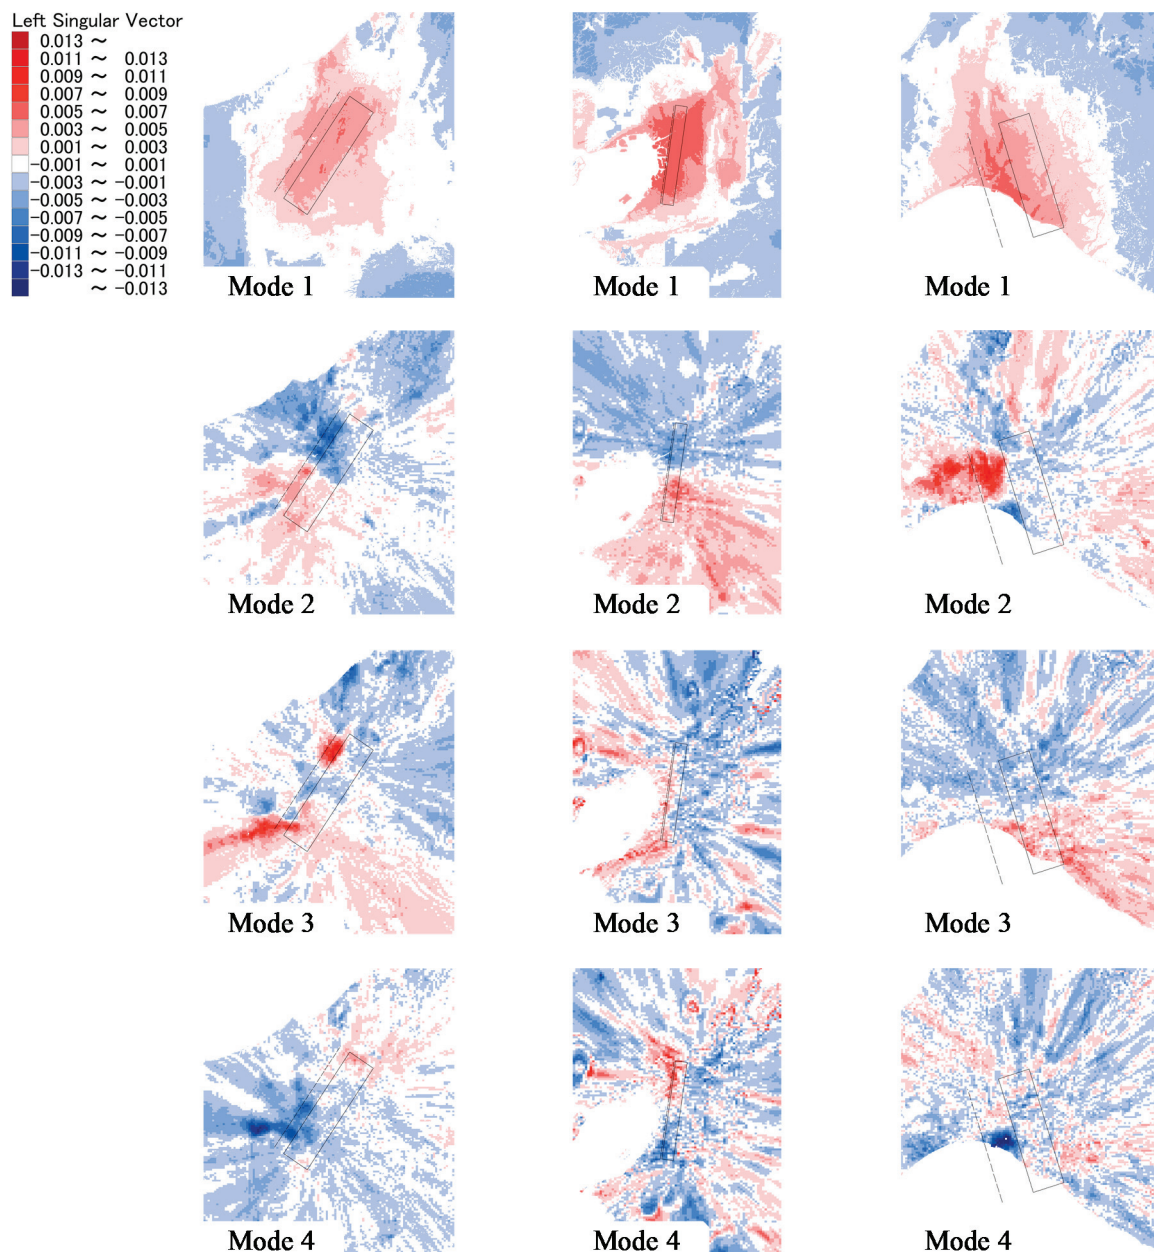 Left Singular Vector
0.013 ～
0.011 ～ 0.013
0.009 ～ 0.011
0.007 ～ 0.009
0.005 ～ 0.007
0.003 ～ 0.005
0.001 ～ 0.003
-0.001 ～ 0.001
-0.003 ～ -0.001
-0.005 ～ -0.003
-0.007 ～ -0.005
-0.009 ～ -0.007
-0.011 ～ -0.009
-0.013 ～ -0.011
～ -0.013
Mode 1 Mode 1 Mode 1
Mode 2 Mode 2 Mode 2
Mode 3 Mode 3 Mode 3
Mode 4 Mode 4 Mode 4